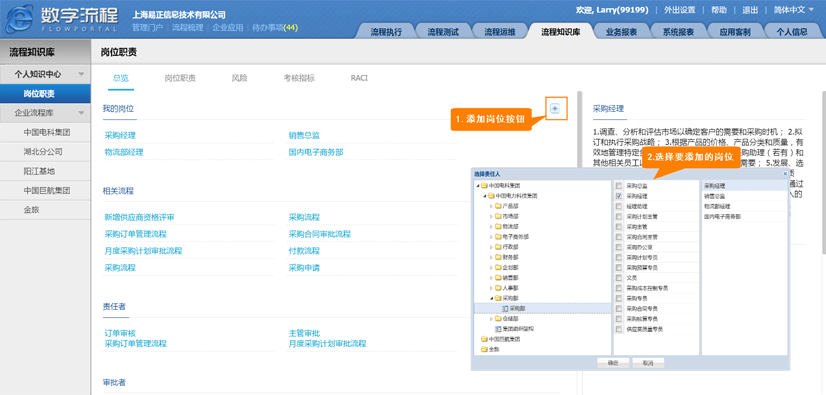 数字流程
FLOWPORTAL
上海易正信息技术有限公司
管理门户 | 流程梳理 | 企业应用 | 待办事项(44)
欢迎, Larry(99199) | 外出设置 | 帮助 | 退出 | 简体中文
流程执行 流程测试 流程运维 流程知识库 业务报表 系统报表 应用客制 个人信息
流程知识库
个人知识中心
岗位职责
企业流程库
中国电科集团
湖北分公司
阳江基地
中国巨航集团
金旅
岗位职责
总览 岗位职责 风险 考核指标 RACI
我的岗位
采购经理 销售总监
物流部经理 国内电子商务部
1. 添加岗位按钮
相关流程
新增供应商资格评审 采购流程
采购订单管理流程 采购合同审批流程
月度采购计划审批流程 付款流程
采购流程 采购申请
责任者
订单审核 主管审批
采购订单管理流程 月度采购计划审批流程
审批者
采购经理
1.调查、分析和评估市场以确定客户的需要和采购时机； 2.拟
订和执行采购战略； 3.根据产品的价格、产品分类和质量，有
效地管理特定
购助理（若有）和
其他相关员工以
需要； 5.发展、选
质
通过
人的
2.选择要添加的岗位
选择责任人
中国电科集团
中国电力科技集团
产品部
市场部
物流部
电子商务部
行政部
财务部
企划部
销售部
人事部
采购部
采购部
仓储部
集团组织架构
中国巨航集团
金旅
采购总监
采购经理
经理助理
采购计划主管
采购主管
采购合同主管
采购办公室
采购计划专员
采购预算专员
文员
采购成本控制专员
采购专员
采购合同专员
采购核算专员
供应商质量专员
采购经理
销售总监
物流部经理
国内电子商务部
确定 取消